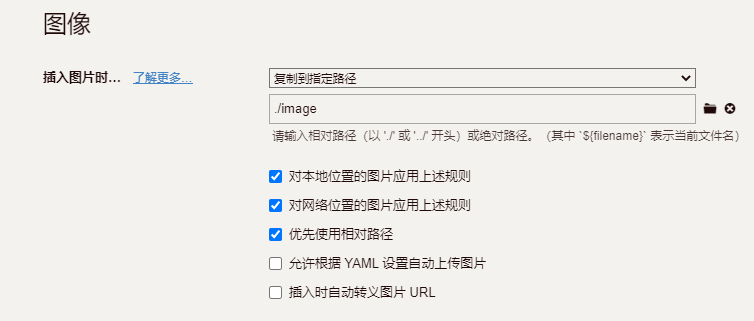 图像
插入图片时... 了解更多... 复制到指定路径
./image
请输入相对路径（以 './' 或 '../' 开头）或绝对路径。（其中 `${filename}` 表示当前文件名）
对本地位置的图片应用上述规则
对网络位置的图片应用上述规则
优先使用相对路径
允许根据 YAML 设置自动上传图片
插入时自动转义图片 URL